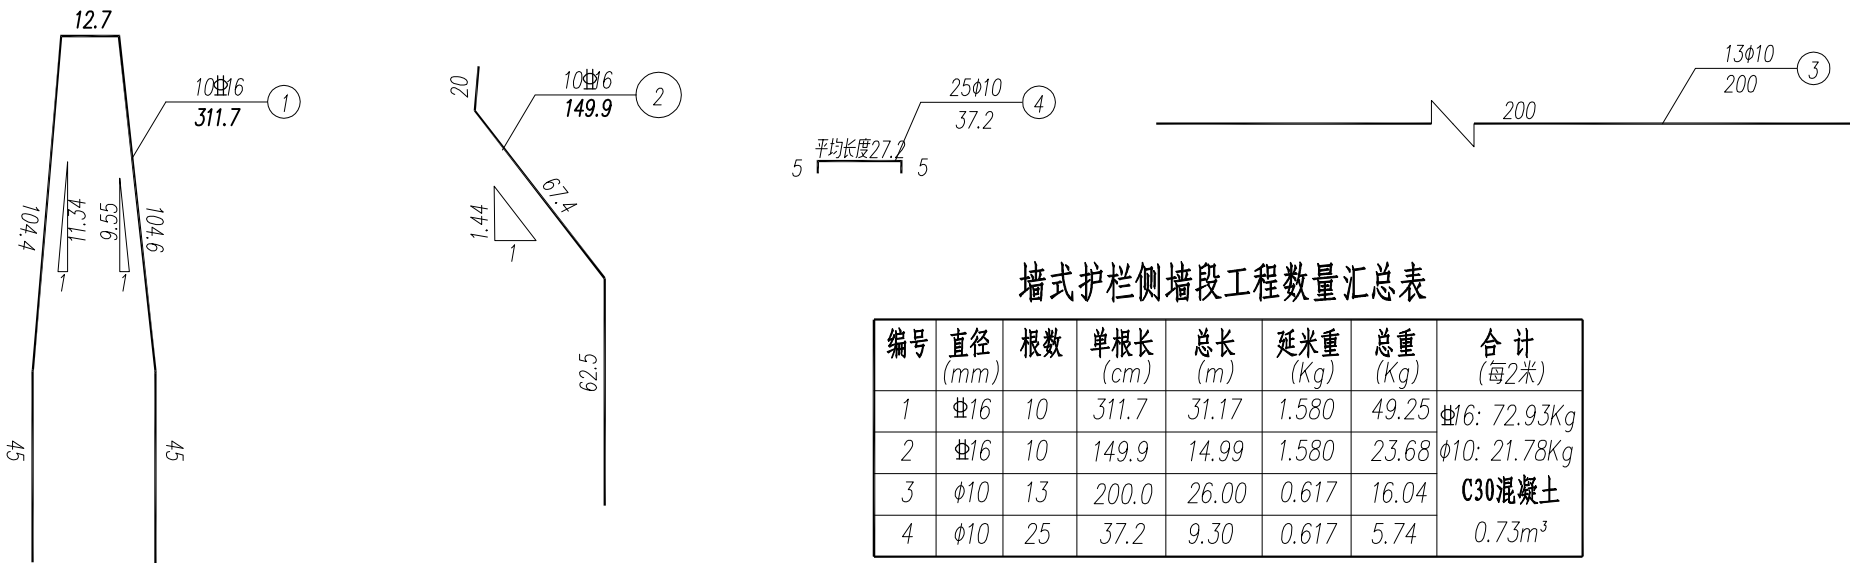 12.7
10⌀16
311.7
1
104.4
11.34
1
9.55
1
104.6
45
45
20
10⌀16
149.9
2
67.4
1.44
1
62.5
25ϕ10
37.2
4
平均长度27.2
5
5
13ϕ10
200
3
200
墙式护栏侧墙段工程数量汇总表
编号 直径 根数 单根长 总长 延米重 总重 合 计
(mm) (cm) (m) (Kg) (Kg) (每2米)
1 ⌀16 10 311.7 31.17 1.580 49.25 ⌀16: 72.93Kg
2 ⌀16 10 149.9 14.99 1.580 23.68 ϕ10: 21.78Kg
3 ϕ10 13 200.0 26.00 0.617 16.04 C30混凝土
4 ϕ10 25 37.2 9.30 0.617 5.74 0.73m³